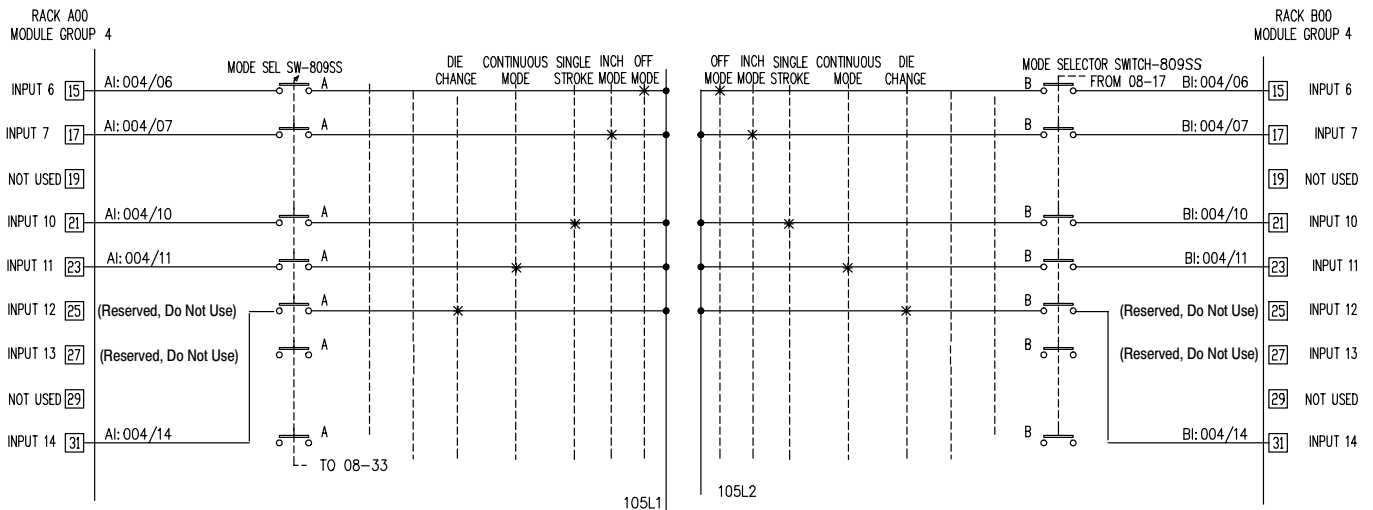 RACK A00
MODULE GROUP 4
RACK B00
MODULE GROUP 4
MODE SEL SW-809SS
DIE CHANGE
CONTINUOUS MODE
SINGLE STROKE
INCH MODE
OFF MODE
OFF MODE
INCH MODE
SINGLE STROKE
CONTINUOUS MODE
DIE CHANGE
MODE SELECTOR SWITCH-809SS
FROM 08-17
INPUT 6 15 AI:004/06 A B BI:004/06 15 INPUT 6
INPUT 7 17 AI:004/07 A B BI:004/07 17 INPUT 7
NOT USED 19 19 NOT USED
INPUT 10 21 AI:004/10 A B BI:004/10 21 INPUT 10
INPUT 11 23 AI:004/11 A B BI:004/11 23 INPUT 11
INPUT 12 25 (Reserved, Do Not Use) A B (Reserved, Do Not Use) 25 INPUT 12
INPUT 13 27 (Reserved, Do Not Use) A B (Reserved, Do Not Use) 27 INPUT 13
NOT USED 29 29 NOT USED
INPUT 14 31 AI:004/14 A B BI:004/14 31 INPUT 14
TO 08-33
105L1
105L2